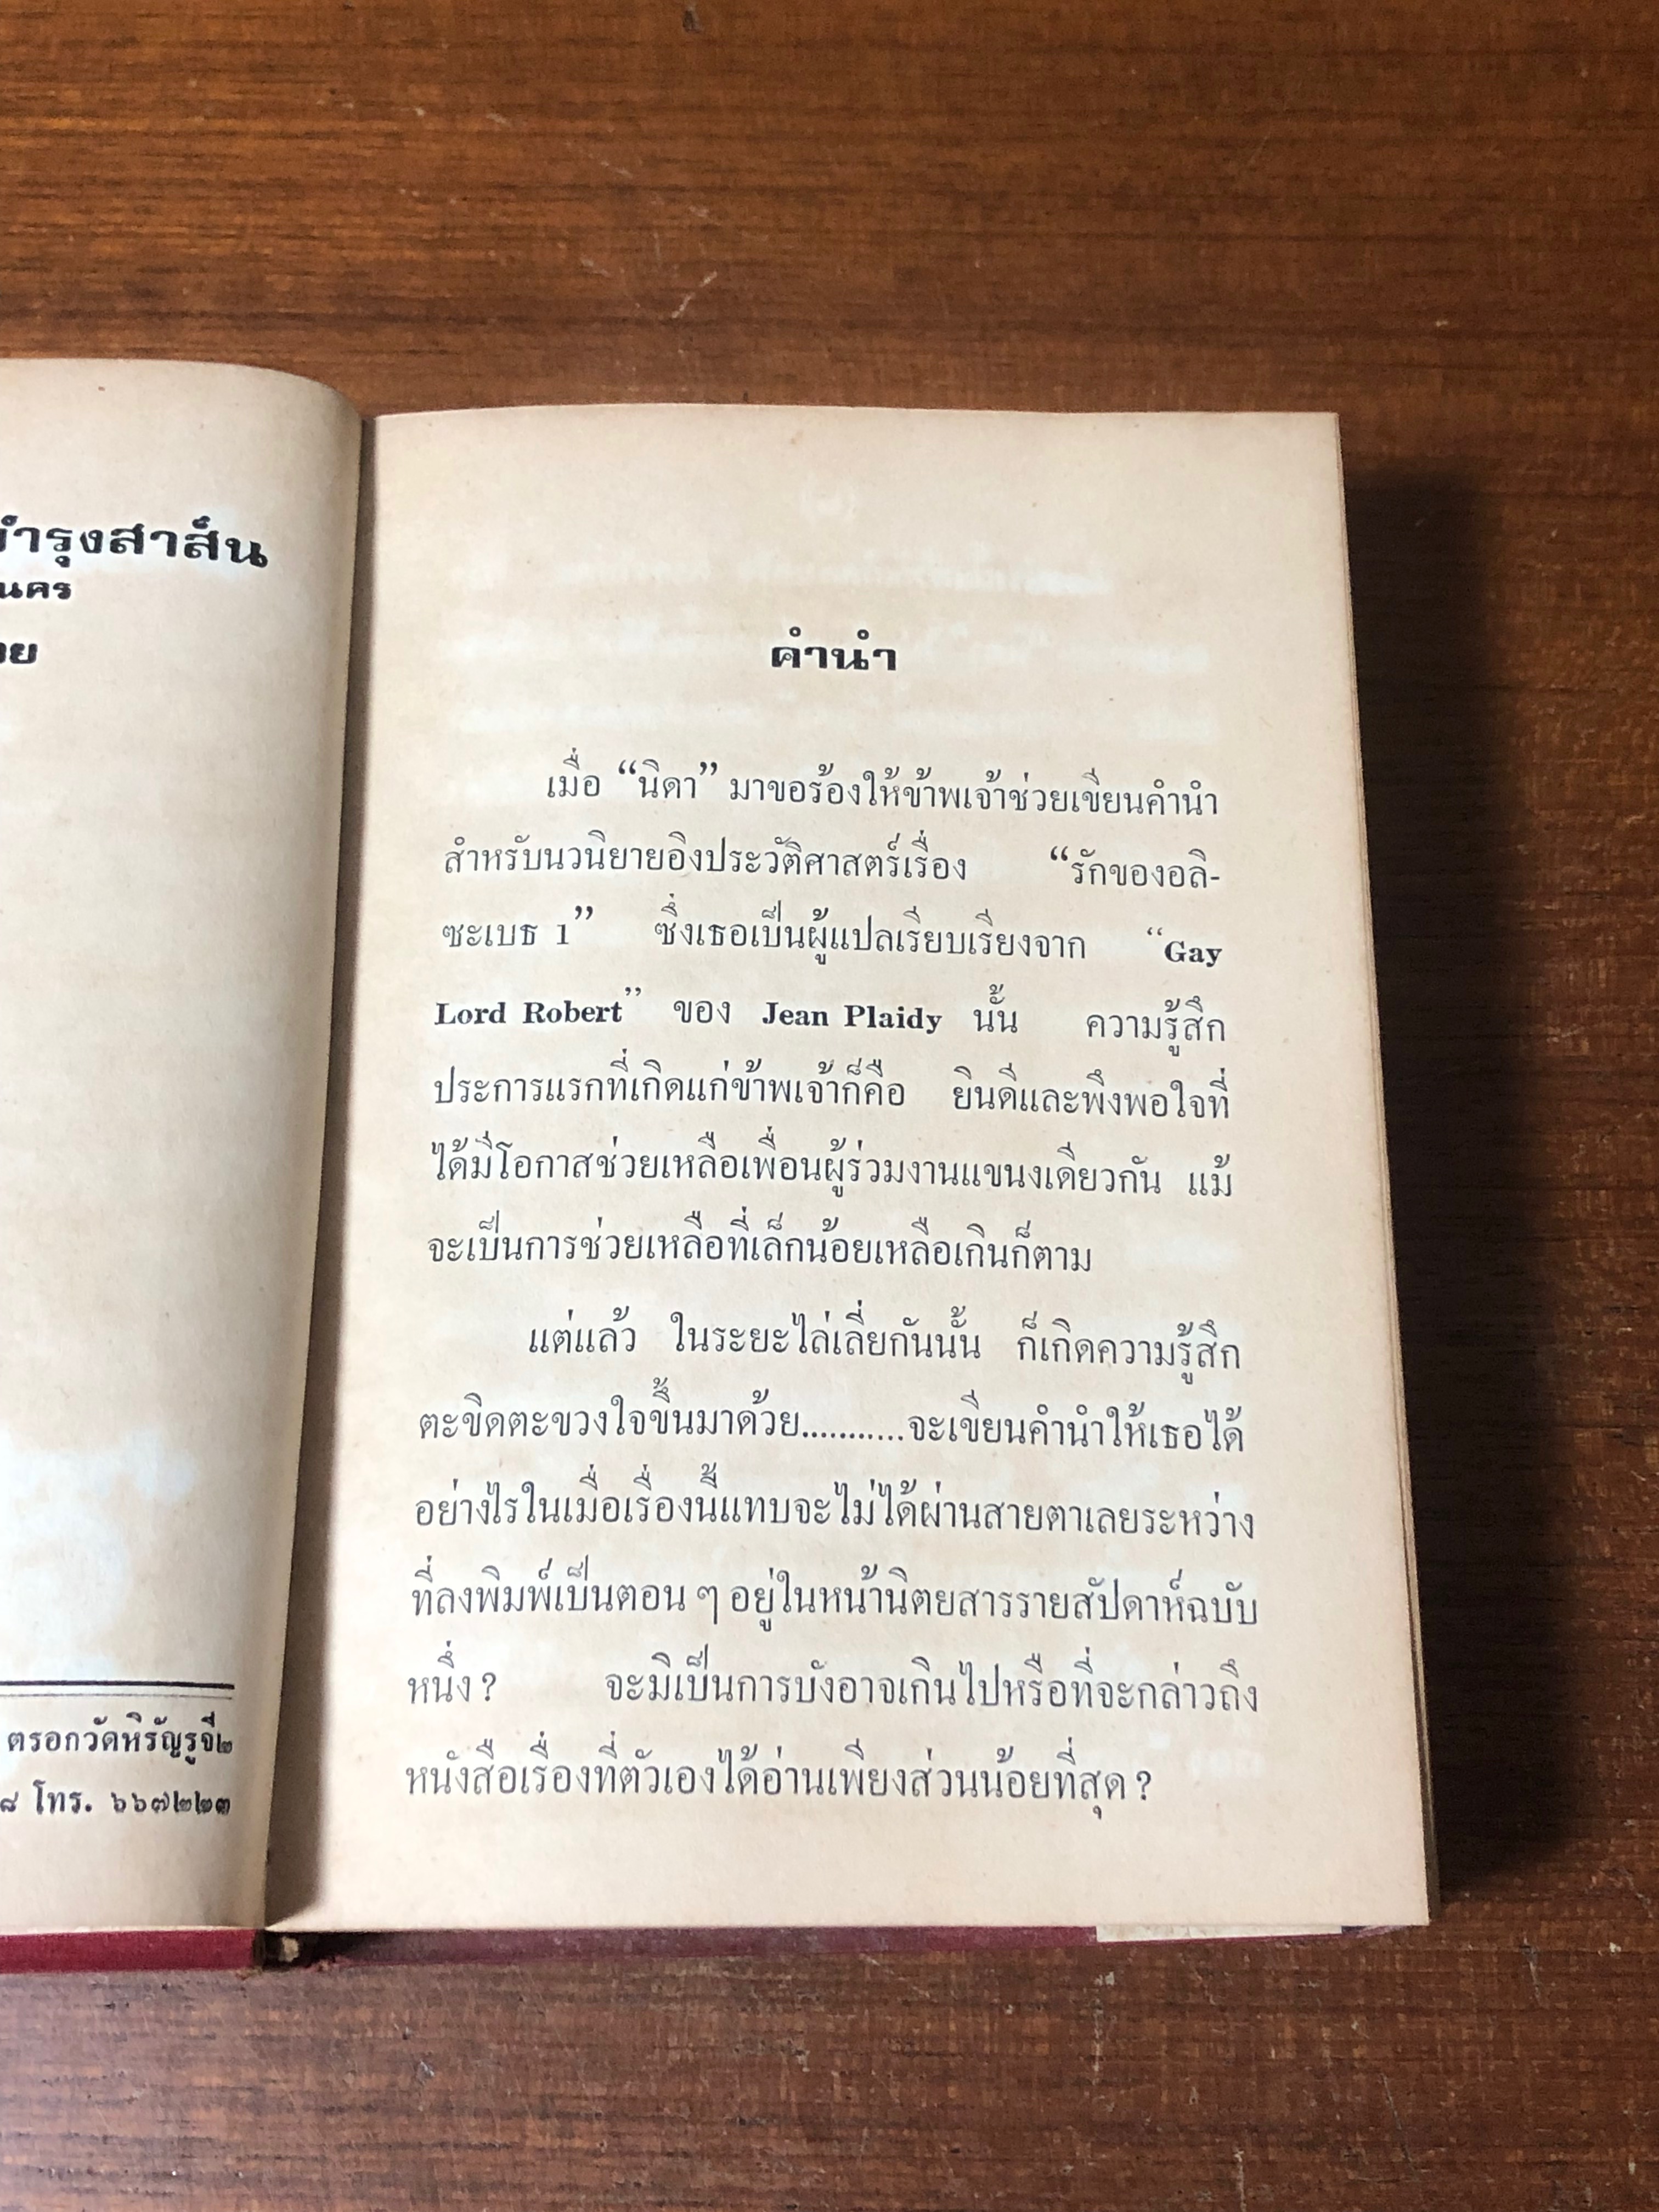 บำรุงสาส์น
นคร
ตรอกวัดหิรัญรูจี๒
๘ โทร. ๖๖๗๒๒๓
คำนำ
เมื่อ “นิดา” มาขอร้องให้ข้าพเจ้าช่วยเขียนคำนำ
สำหรับนวนิยายอิงประวัติศาสตร์เรื่อง “รักของอลิ-
ซะเบธ 1” ซึ่งเธอเป็นผู้แปลเรียบเรียงจาก “Gay
Lord Robert” ของ Jean Plaidy นั้น ความรู้สึก
ประการแรกที่เกิดแก่ข้าพเจ้าก็คือ ยินดีและพึงพอใจที่
ได้มีโอกาสช่วยเหลือเพื่อนผู้ร่วมงานแขนงเดียวกัน แม้
จะเป็นการช่วยเหลือที่เล็กน้อยเหลือเกินก็ตาม
แต่แล้ว ในระยะไล่เลี่ยกันนั้น ก็เกิดความรู้สึก
ตะขิดตะขวงใจขึ้นมาด้วย...........จะเขียนคำนำให้เธอได้
อย่างไรในเมื่อเรื่องนี้แทบจะไม่ได้ผ่านสายตาเลยระหว่าง
ที่ลงพิมพ์เป็นตอน ๆ อยู่ในหน้านิตยสารรายสัปดาห์ฉบับ
หนึ่ง ? จะมิเป็นการบังอาจเกินไปหรือที่จะกล่าวถึง
หนังสือเรื่องที่ตัวเองได้อ่านเพียงส่วนน้อยที่สุด ?